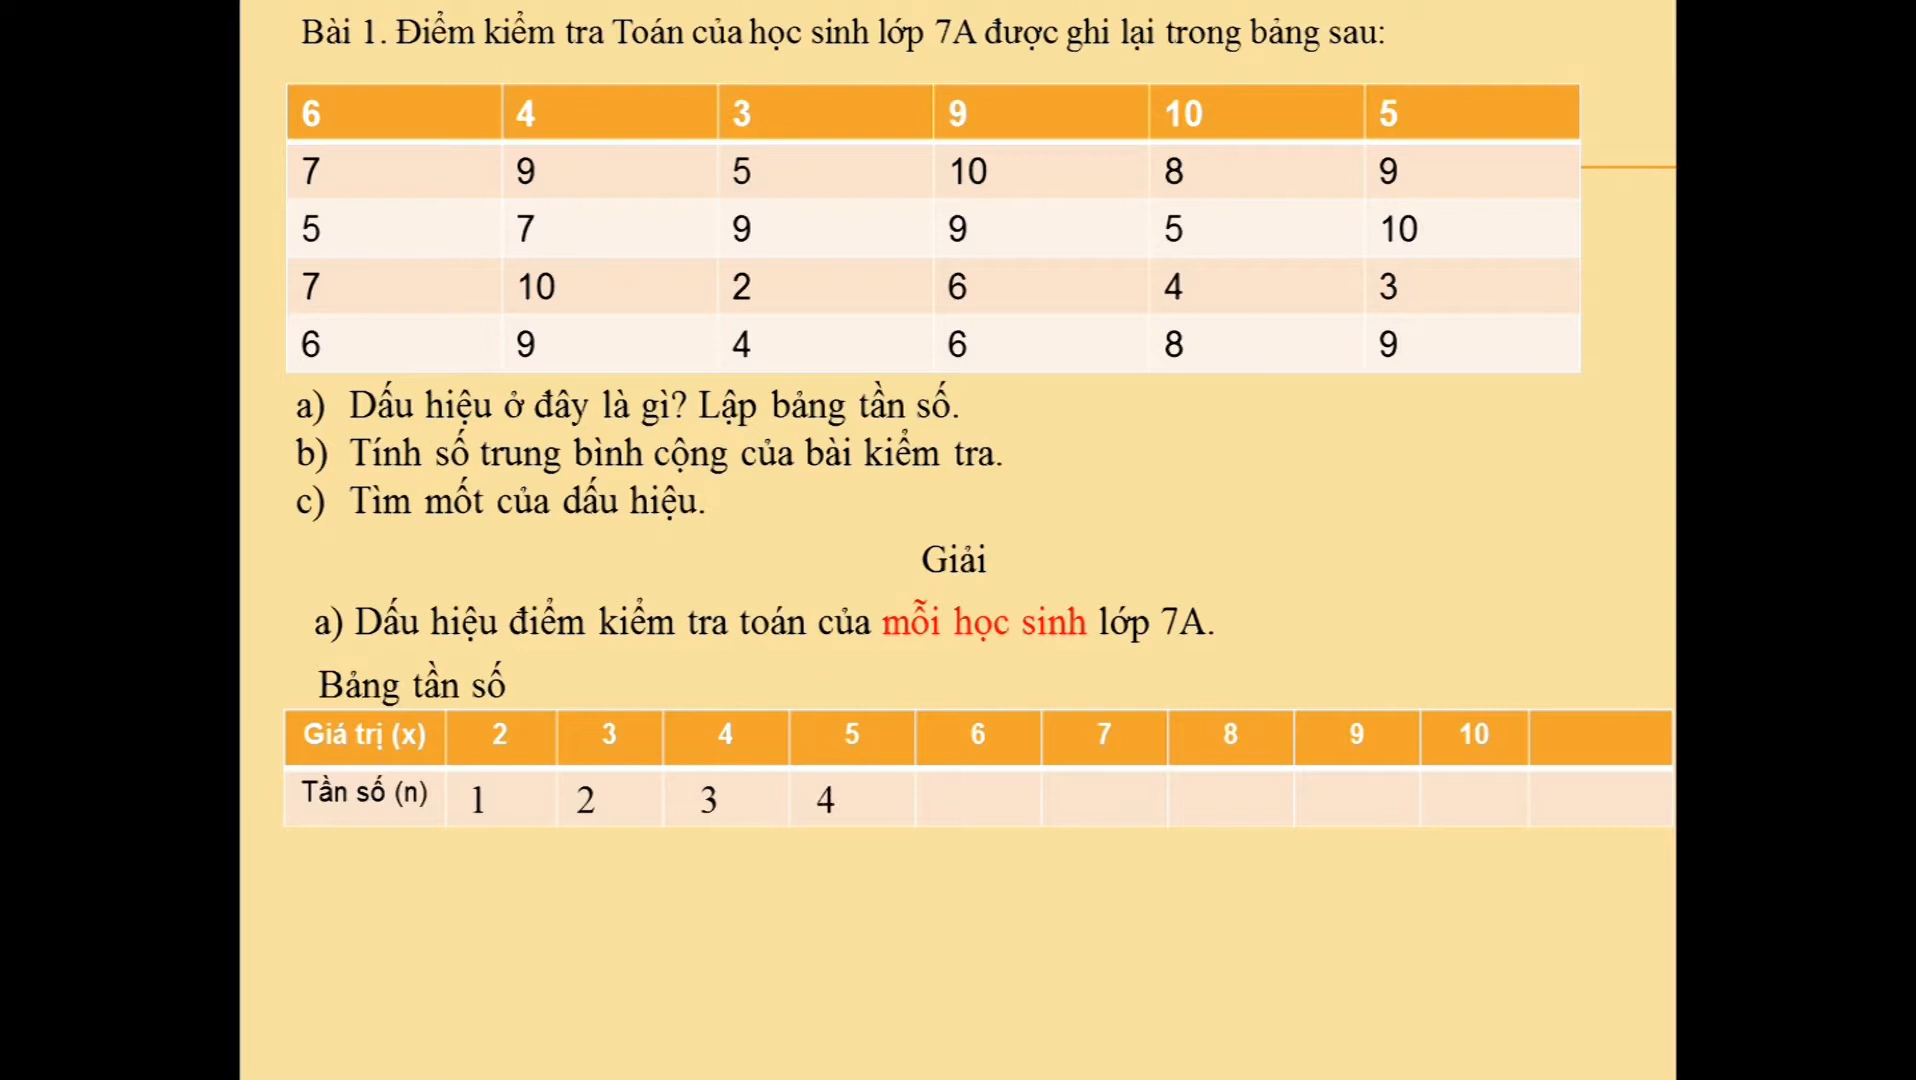 Bài 1. Điểm kiểm tra Toán của học sinh lớp 7A được ghi lại trong bảng sau:
6 4 3 9 10 5
7 9 5 10 8 9
5 7 9 9 5 10
7 10 2 6 4 3
6 9 4 6 8 9
a) Dấu hiệu ở đây là gì? Lập bảng tần số.
b) Tính số trung bình cộng của bài kiểm tra.
c) Tìm mốt của dấu hiệu.
Giải
a) Dấu hiệu điểm kiểm tra toán của mỗi học sinh lớp 7A.
Bảng tần số
Giá trị (x) 2 3 4 5 6 7 8 9 10
Tần số (n) 1 2 3 4